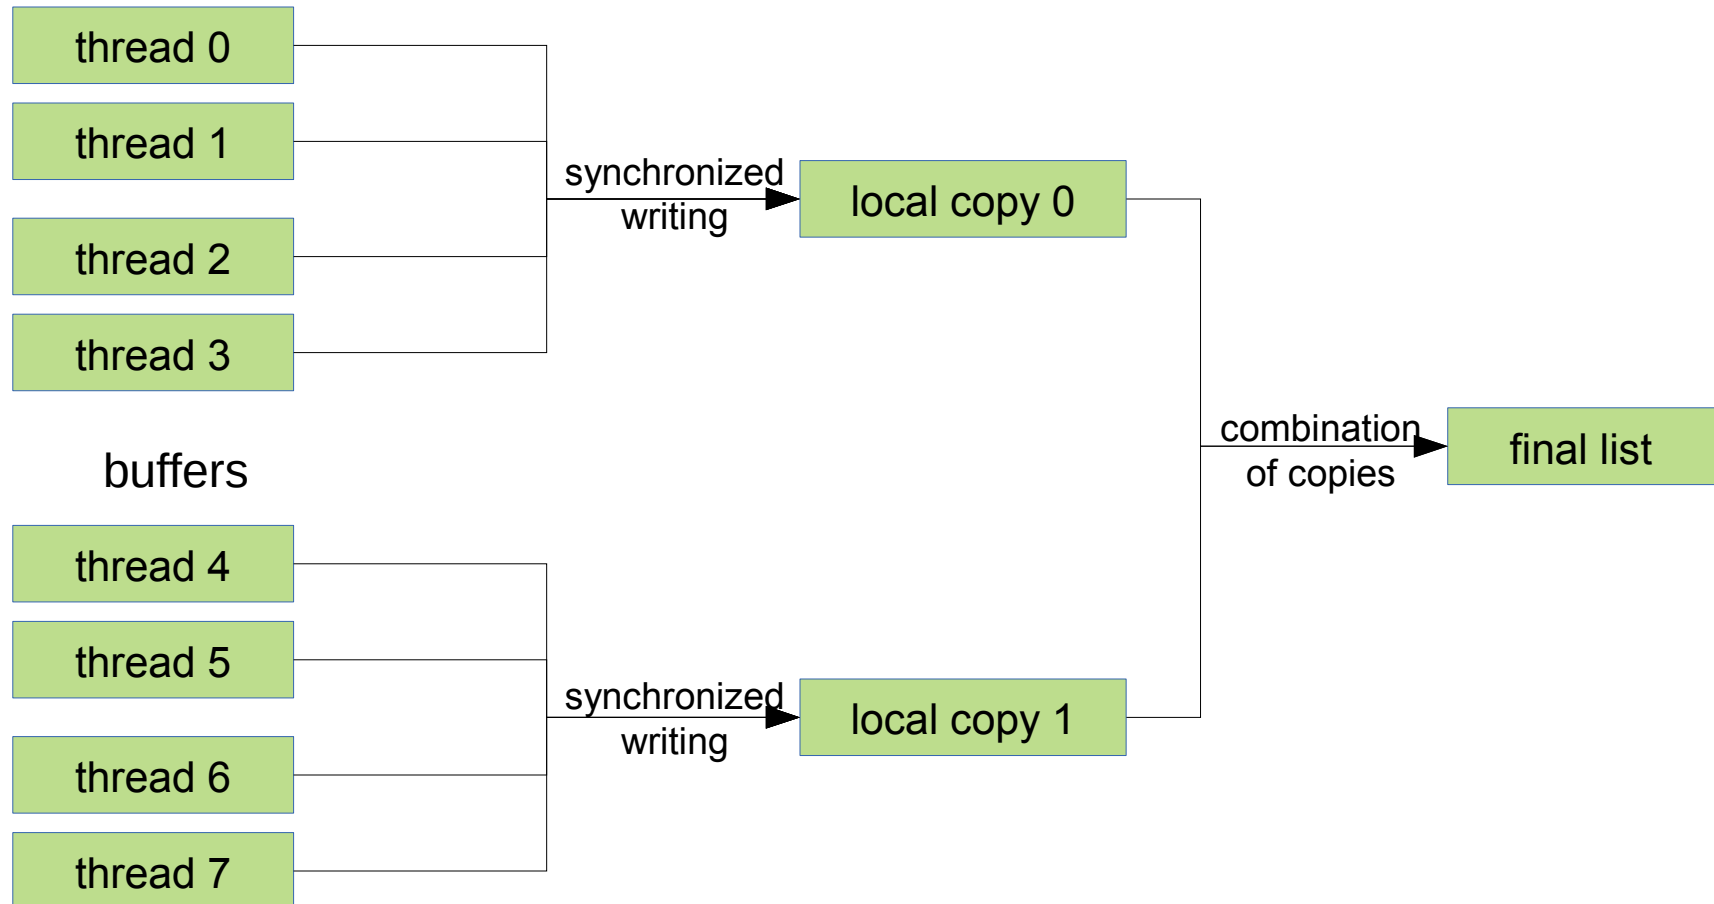 thread 0
thread 1
thread 2
thread 3
buffers
thread 4
thread 5
thread 6
thread 7
synchronized
writing
local copy 0
synchronized
writing
local copy 1
combination
of copies
final list